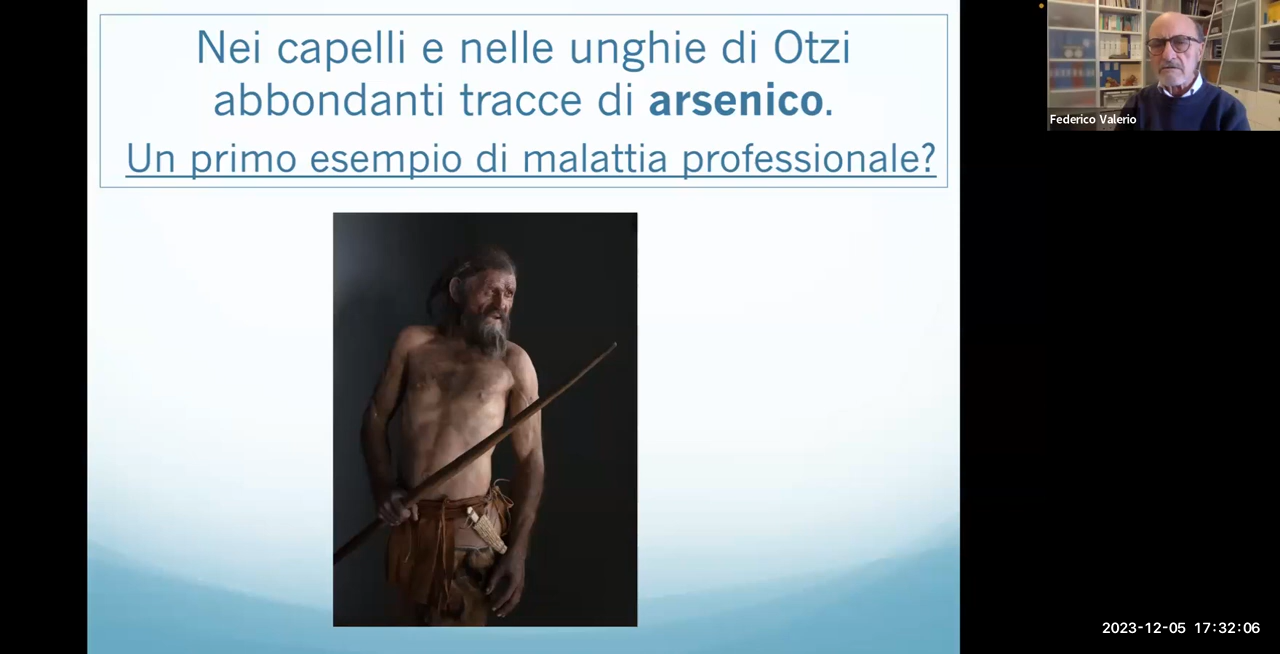 Nei capelli e nelle unghie di Otzi
abbondanti tracce di arsenico.
Un primo esempio di malattia professionale?
Federico Valerio
2023-12-05 17:32:06